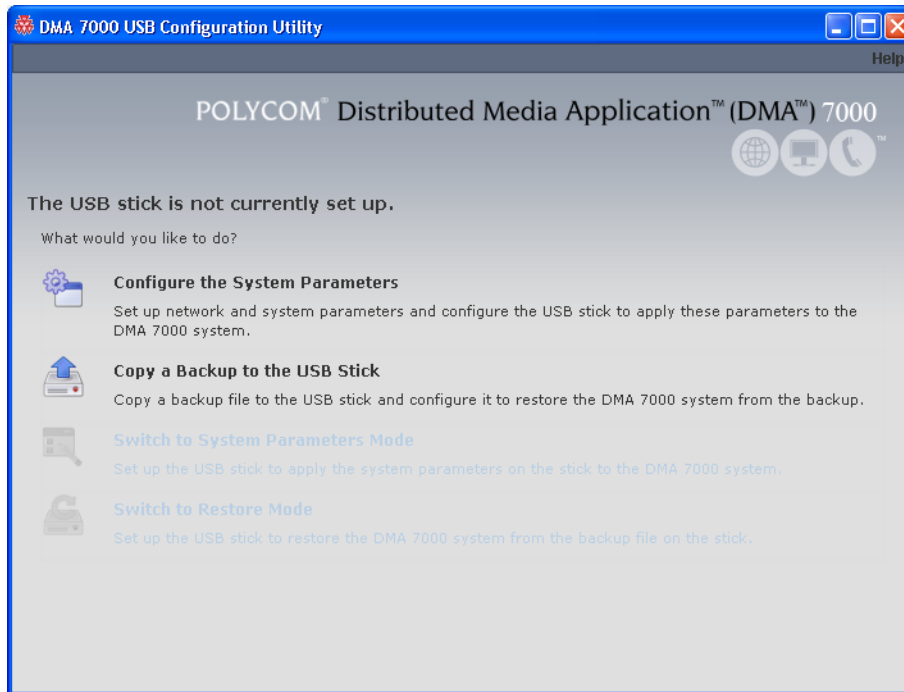 DMA 7000 USB Configuration Utility
Help
POLYCOM® Distributed Media Application™ (DMA™) 7000
™
The USB stick is not currently set up.
What would you like to do?
Configure the System Parameters
Set up network and system parameters and configure the USB stick to apply these parameters to the
DMA 7000 system.
Copy a Backup to the USB Stick
Copy a backup file to the USB stick and configure it to restore the DMA 7000 system from the backup.
Switch to System Parameters Mode
Set up the USB stick to apply the system parameters on the stick to the DMA 7000 system.
Switch to Restore Mode
Set up the USB stick to restore the DMA 7000 system from the backup file on the stick.